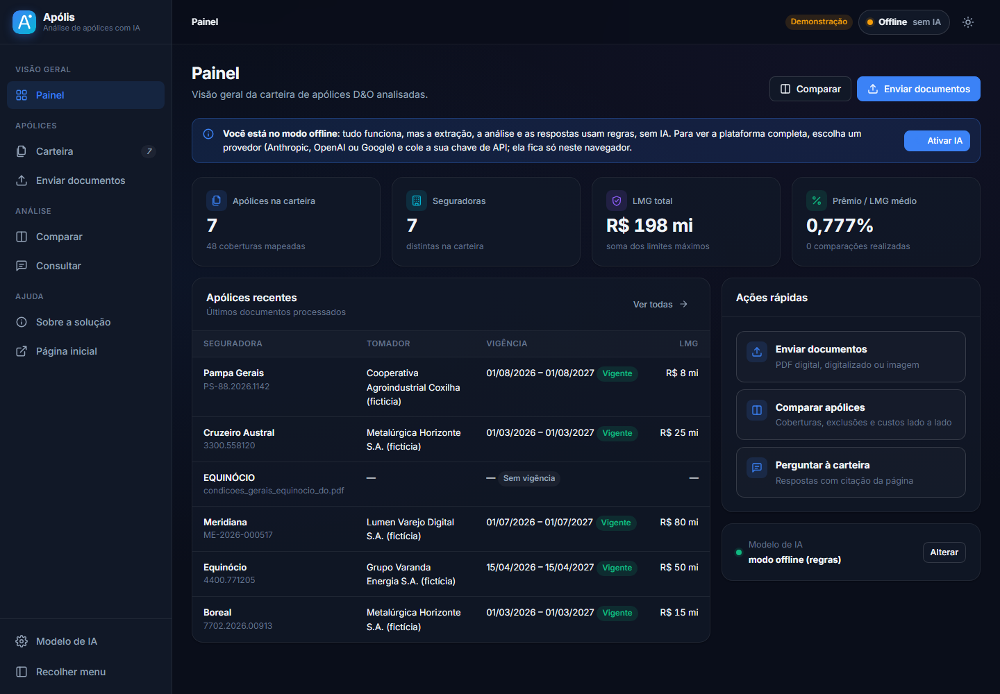 Apólis
Análise de apólices com IA
Painel
Demonstração
Offline sem IA
VISÃO GERAL
Painel
APÓLICES
Carteira 7
Enviar documentos
ANÁLISE
Comparar
Consultar
AJUDA
Sobre a solução
Página inicial
Modelo de IA
Recolher menu
Painel
Visão geral da carteira de apólices D&O analisadas.
Comparar
Enviar documentos
Você está no modo offline: tudo funciona, mas a extração, a análise e as respostas usam regras, sem IA. Para ver a plataforma completa, escolha um
provedor (Anthropic, OpenAI ou Google) e cole a sua chave de API; ela fica só neste navegador.
Ativar IA
Apólices na carteira
7
48 coberturas mapeadas
Seguradoras
7
distintas na carteira
LMG total
R$ 198 mi
soma dos limites máximos
Prêmio / LMG médio
0,777%
0 comparações realizadas
Apólices recentes
Últimos documentos processados
Ver todas
SEGURADORA TOMADOR VIGÊNCIA LMG
Pampa Gerais Cooperativa 01/08/2026 – 01/08/2027 Vigente R$ 8 mi
PS-88.2026.1142 Agroindustrial Coxilha
(ficticia)
Cruzeiro Austral Metalúrgica Horizonte 01/03/2026 – 01/03/2027 Vigente R$ 25 mi
3300.558120 S.A. (fictícia)
EQUINÓCIO — — Sem vigência —
condicoes_gerais_equinocio_do.pdf
Meridiana Lumen Varejo Digital 01/07/2026 – 01/07/2027 Vigente R$ 80 mi
ME-2026-000517 S.A. (fictícia)
Equinócio Grupo Varanda 15/04/2026 – 15/04/2027 Vigente R$ 50 mi
4400.771205 Energia S.A. (fictícia)
Boreal Metalúrgica Horizonte 01/03/2026 – 01/03/2027 Vigente R$ 15 mi
7702.2026.00913 S.A. (fictícia)
Ações rápidas
Enviar documentos
PDF digital, digitalizado ou imagem
Comparar apólices
Coberturas, exclusões e custos lado a lado
Perguntar à carteira
Respostas com citação da página
Modelo de IA
modo offline (regras)
Alterar